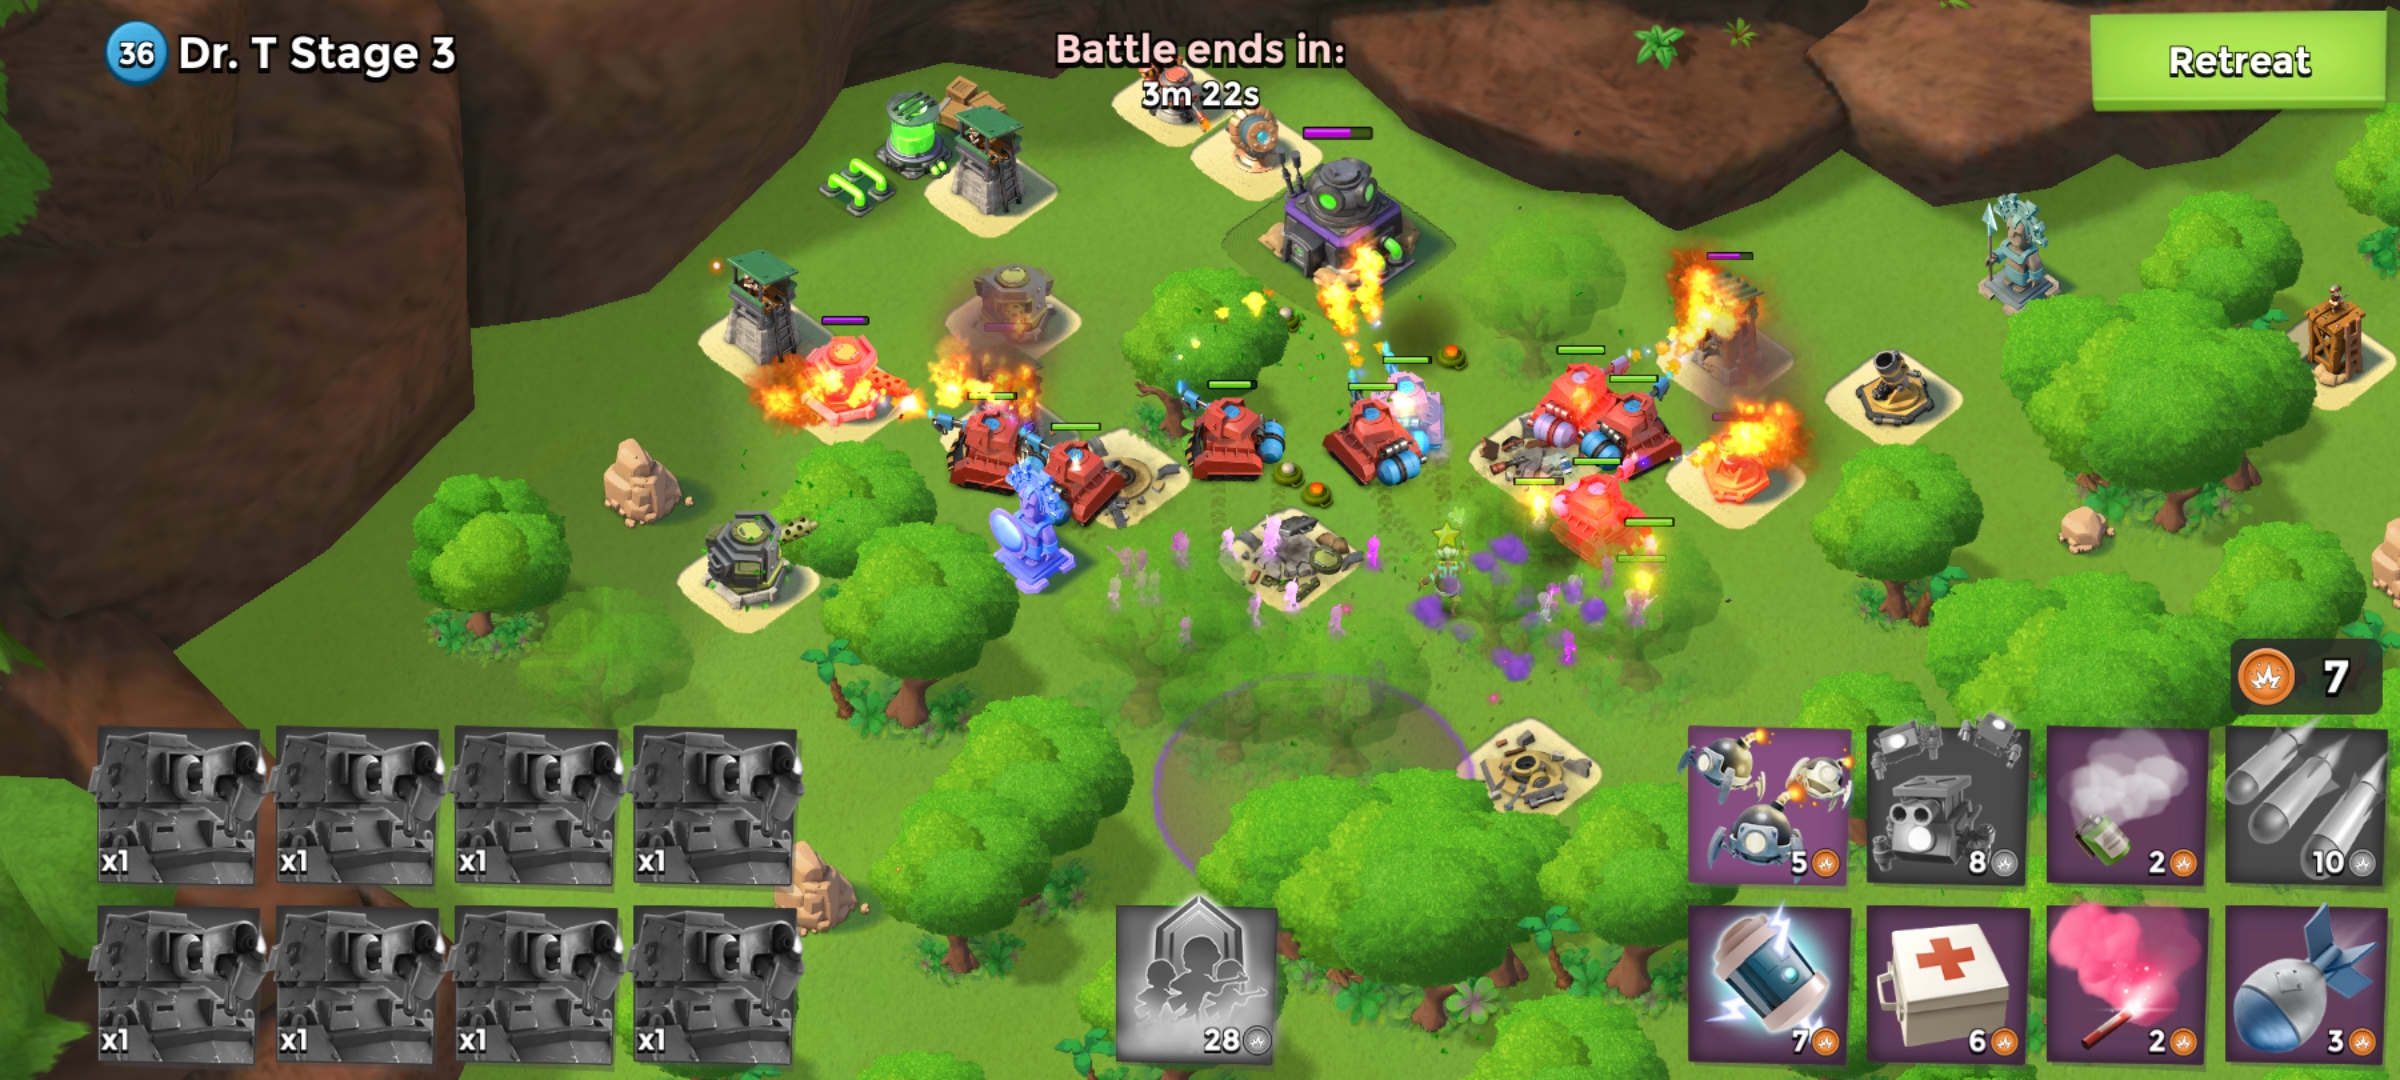 36 Dr. T Stage 3
Battle ends in:
3m 22s
Retreat
7
x1 x1 x1 x1
5 8 2 10
x1 x1 x1 x1
28
7 6 2 3